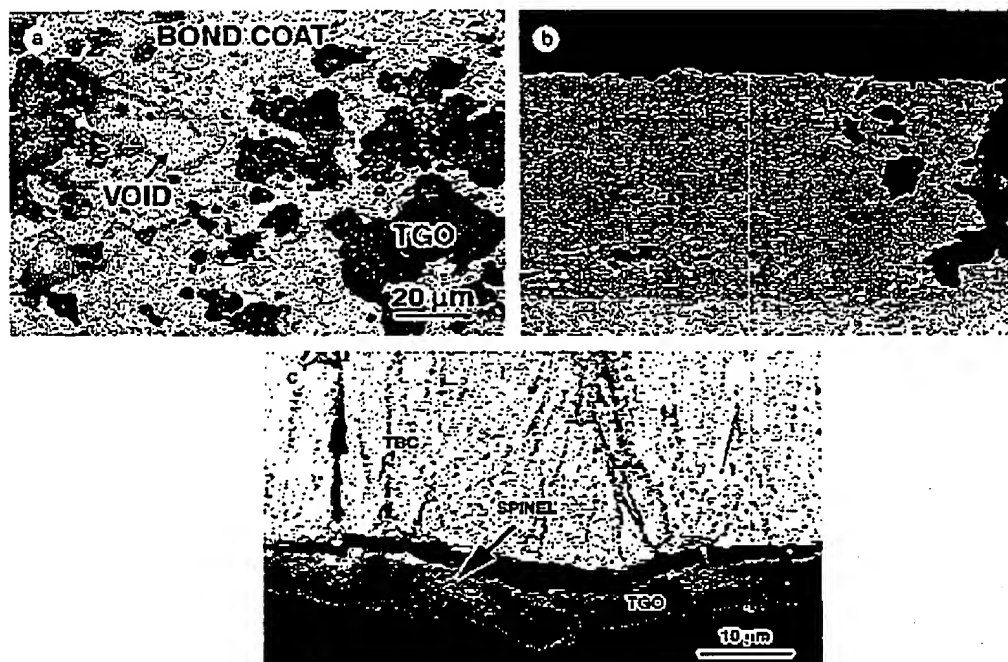 a
BOND COAT
VOID
TGO
20 μm
b
c
TBC
SPINEL
TGO
10 μm